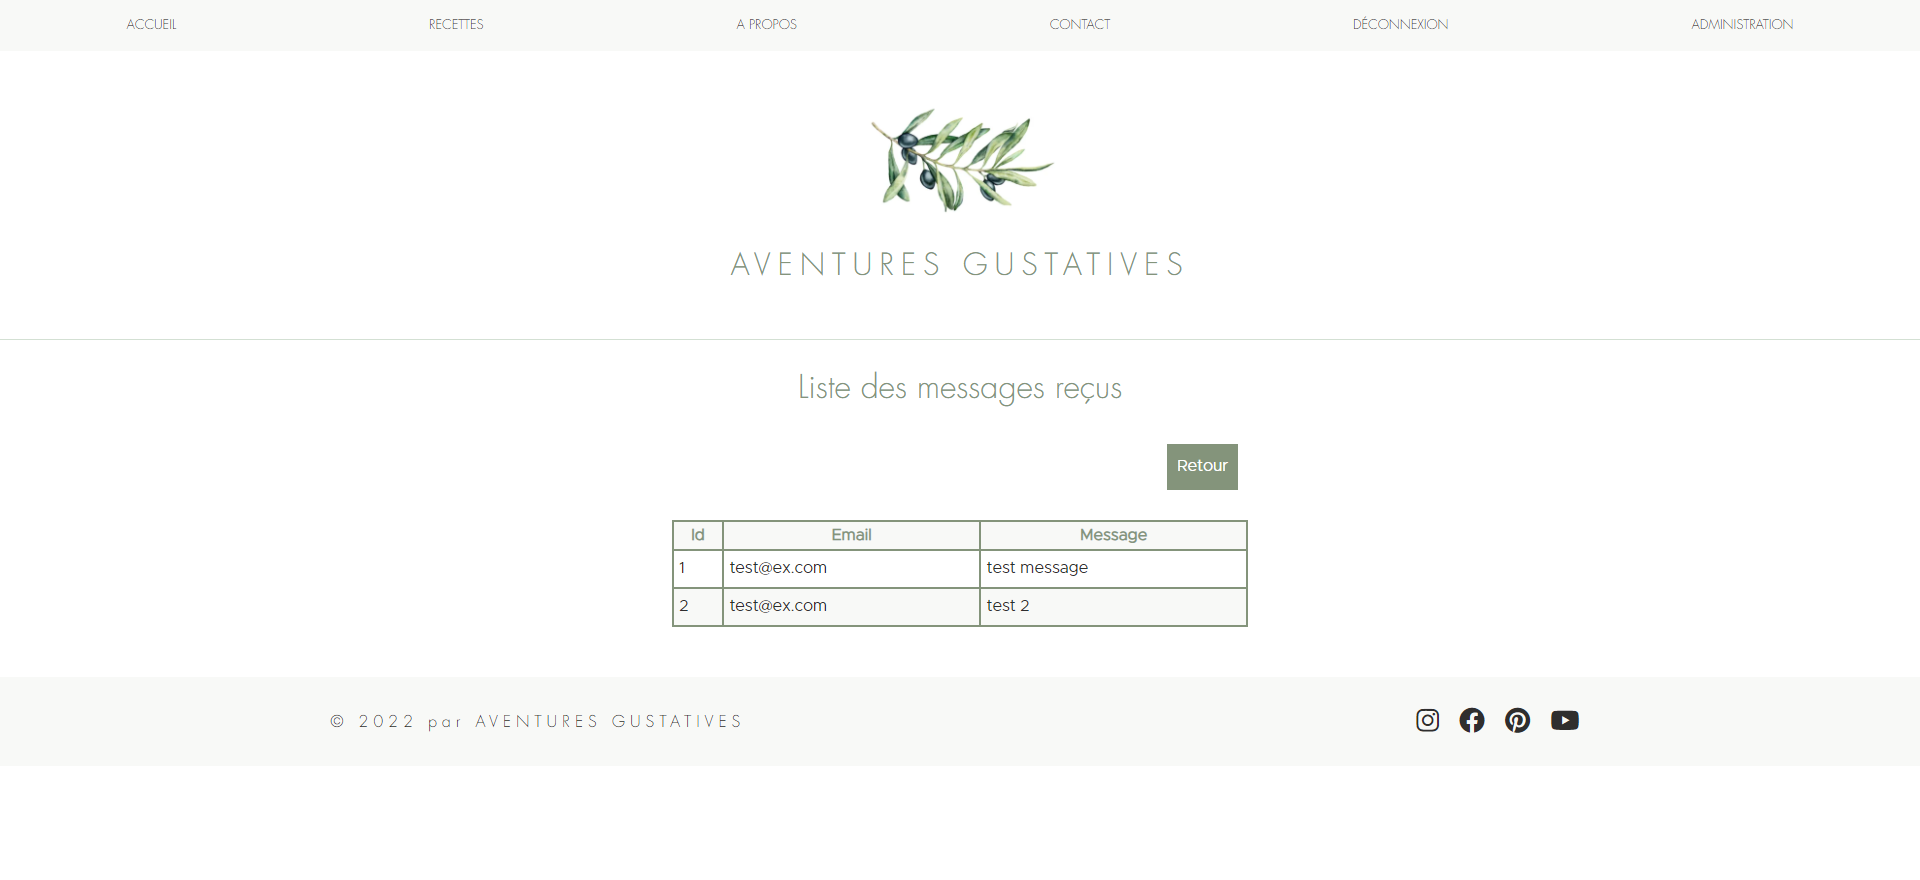 ACCUEIL RECETTES A PROPOS CONTACT DÉCONNEXION ADMINISTRATION
AVENTURES GUSTATIVES
Liste des messages reçus
Retour
Id Email Message
1 test@ex.com test message
2 test@ex.com test 2
© 2022 par AVENTURES GUSTATIVES